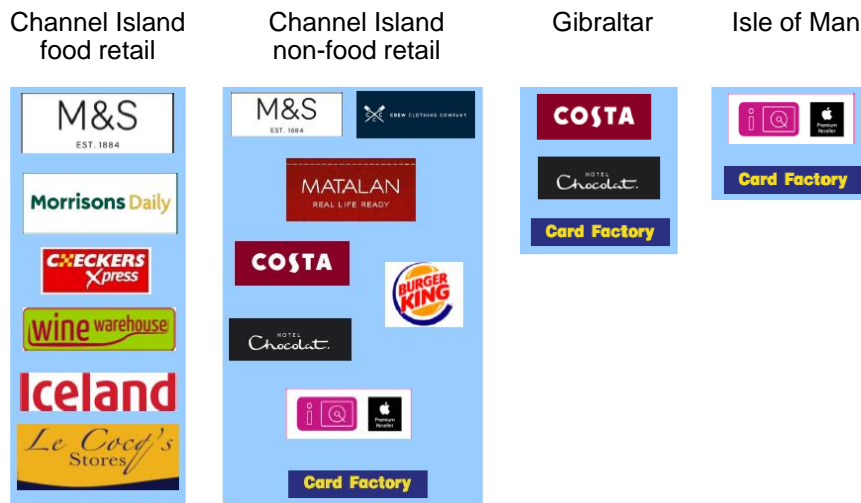 Channel Island
food retail
Channel Island
non-food retail
Gibraltar
Isle of Man
M&S
EST. 1884
Morrisons Daily
CHECKERS
Xpress
wine warehouse
Iceland
Le Cocq's
Stores
M&S
EST. 1884
CREW CLOTHING COMPANY
MATALAN
REAL LIFE READY
COSTA
BURGER
KING
HOTEL
Chocolat.
iQ
Premium
Reseller
Card Factory
COSTA
HOTEL
Chocolat.
Card Factory
iQ
Premium
Reseller
Card Factory